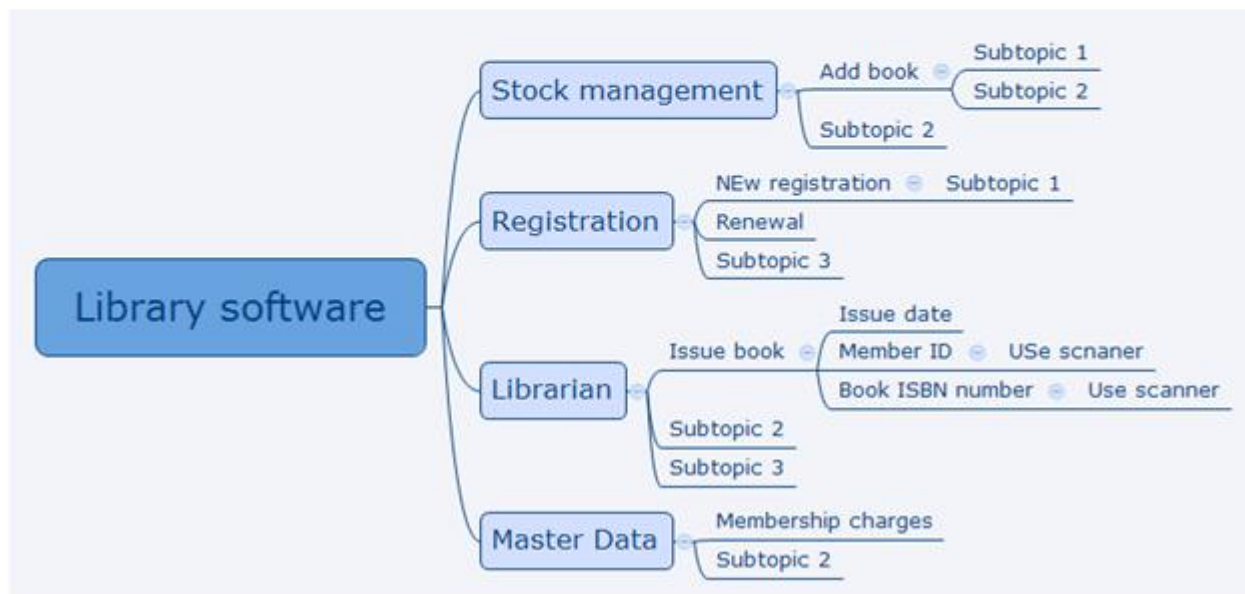 Library software
Stock management
Add book
Subtopic 1
Subtopic 2
Subtopic 2
Registration
NEw registration
Subtopic 1
Renewal
Subtopic 3
Librarian
Issue book
Issue date
Member ID
USe scnaner
Book ISBN number
Use scanner
Subtopic 2
Subtopic 3
Master Data
Membership charges
Subtopic 2